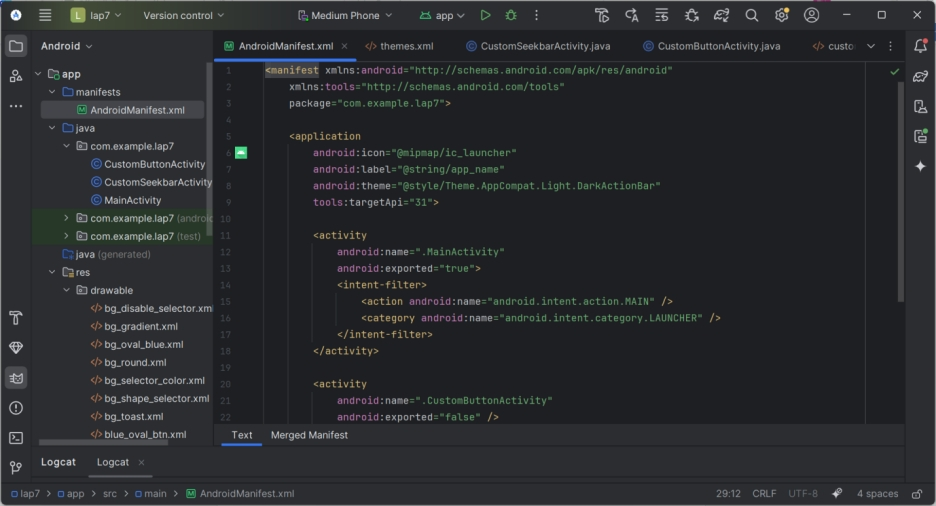 L lap7 Version control Medium Phone app
Android
AndroidManifest.xml themes.xml CustomSeekbarActivity.java CustomButtonActivity.java custo
app
manifests
AndroidManifest.xml
java
com.example.lap7
CustomButtonActivity
CustomSeekbarActivity
MainActivity
com.example.lap7 (androi
com.example.lap7 (test)
java (generated)
res
drawable
bg_disable_selector.xml
bg_gradient.xml
bg_oval_blue.xml
bg_round.xml
bg_selector_color.xml
bg_shape_selector.xml
bg_toast.xml
blue_oval_btn.xml
1 <manifest xmlns:android="http://schemas.android.com/apk/res/android"
2 xmlns:tools="http://schemas.android.com/tools"
3 package="com.example.lap7">
4
5 <application
6 android:icon="@mipmap/ic_launcher"
7 android:label="@string/app_name"
8 android:theme="@style/Theme.AppCompat.Light.DarkActionBar"
9 tools:targetApi="31">
10
11 <activity
12 android:name=".MainActivity"
13 android:exported="true">
14 <intent-filter>
15 <action android:name="android.intent.action.MAIN" />
16 <category android:name="android.intent.category.LAUNCHER" />
17 </intent-filter>
18 </activity>
19
20 <activity
21 android:name=".CustomButtonActivity"
22 android:exported="false" />
Text Merged Manifest
Logcat Logcat
lap7 > app > src > main > AndroidManifest.xml 29:12 CRLF UTF-8 4 spaces